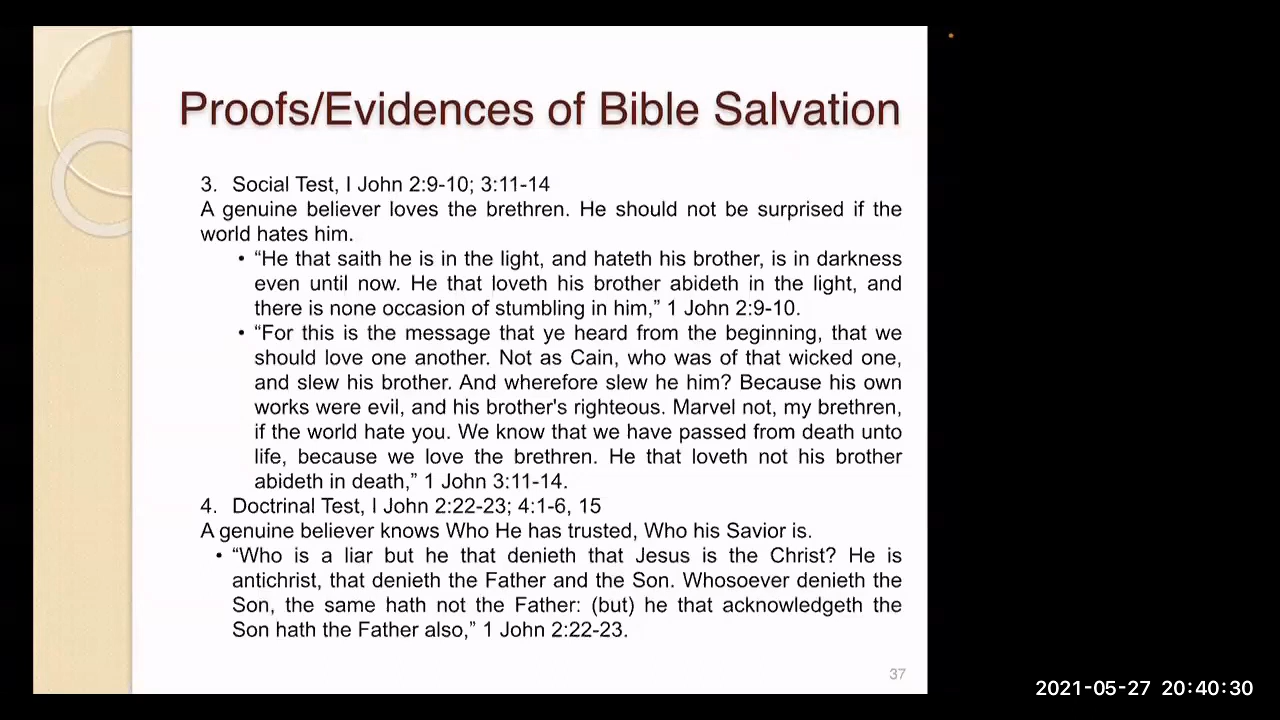 Proofs/Evidences of Bible Salvation
3. Social Test, I John 2:9-10; 3:11-14
A genuine believer loves the brethren. He should not be surprised if the
world hates him.
• “He that saith he is in the light, and hateth his brother, is in darkness
even until now. He that loveth his brother abideth in the light, and
there is none occasion of stumbling in him,” 1 John 2:9-10.
• “For this is the message that ye heard from the beginning, that we
should love one another. Not as Cain, who was of that wicked one,
and slew his brother. And wherefore slew he him? Because his own
works were evil, and his brother's righteous. Marvel not, my brethren,
if the world hate you. We know that we have passed from death unto
life, because we love the brethren. He that loveth not his brother
abideth in death,” 1 John 3:11-14.
4. Doctrinal Test, I John 2:22-23; 4:1-6, 15
A genuine believer knows Who He has trusted, Who his Savior is.
• “Who is a liar but he that denieth that Jesus is the Christ? He is
antichrist, that denieth the Father and the Son. Whosoever denieth the
Son, the same hath not the Father: (but) he that acknowledgeth the
Son hath the Father also,” 1 John 2:22-23.
37
2021-05-27 20:40:30